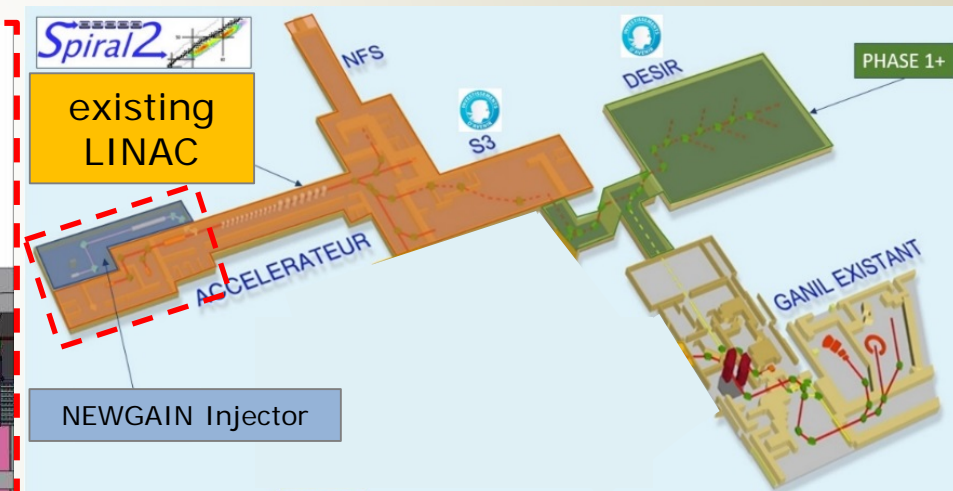 Spiral2
existing
LINAC
NFS
S3
DESIR
PHASE 1+
ACCELERATEUR
GANIL EXISTANT
NEWGAIN Injector